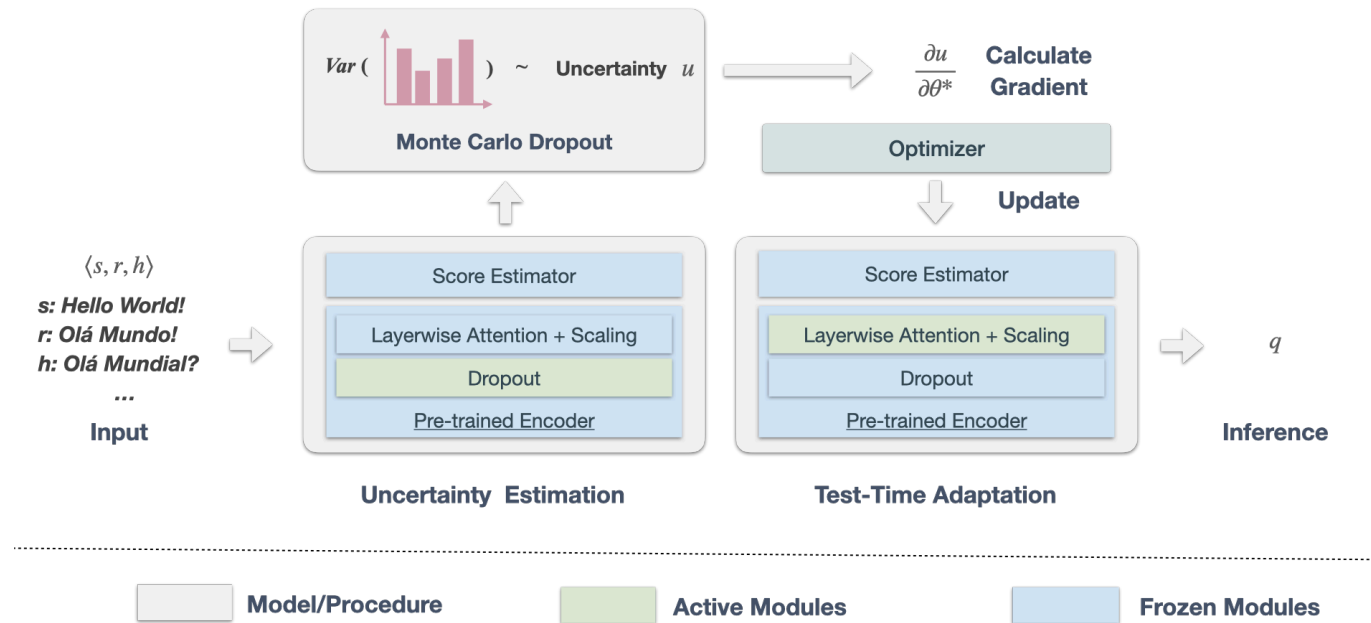 Var ( ) ~ Uncertainty u
Monte Carlo Dropout
∂u
∂θ*
Calculate
Gradient
Optimizer
Update
⟨s, r, h⟩
s: Hello World!
r: Olá Mundo!
h: Olá Mundial?
...
Input
Score Estimator
Layerwise Attention + Scaling
Dropout
Pre-trained Encoder
Uncertainty Estimation
Score Estimator
Layerwise Attention + Scaling
Dropout
Pre-trained Encoder
Test-Time Adaptation
q
Inference
Model/Procedure
Active Modules
Frozen Modules